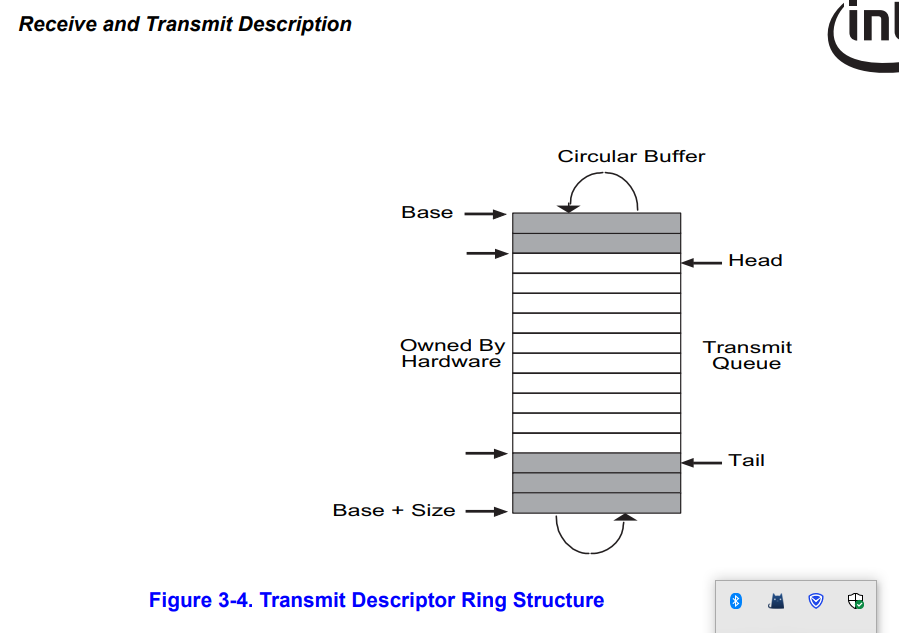 Receive and Transmit Description
int
Circular Buffer
Base
Head
Owned By
Hardware
Transmit
Queue
Tail
Base + Size
Figure 3-4. Transmit Descriptor Ring Structure